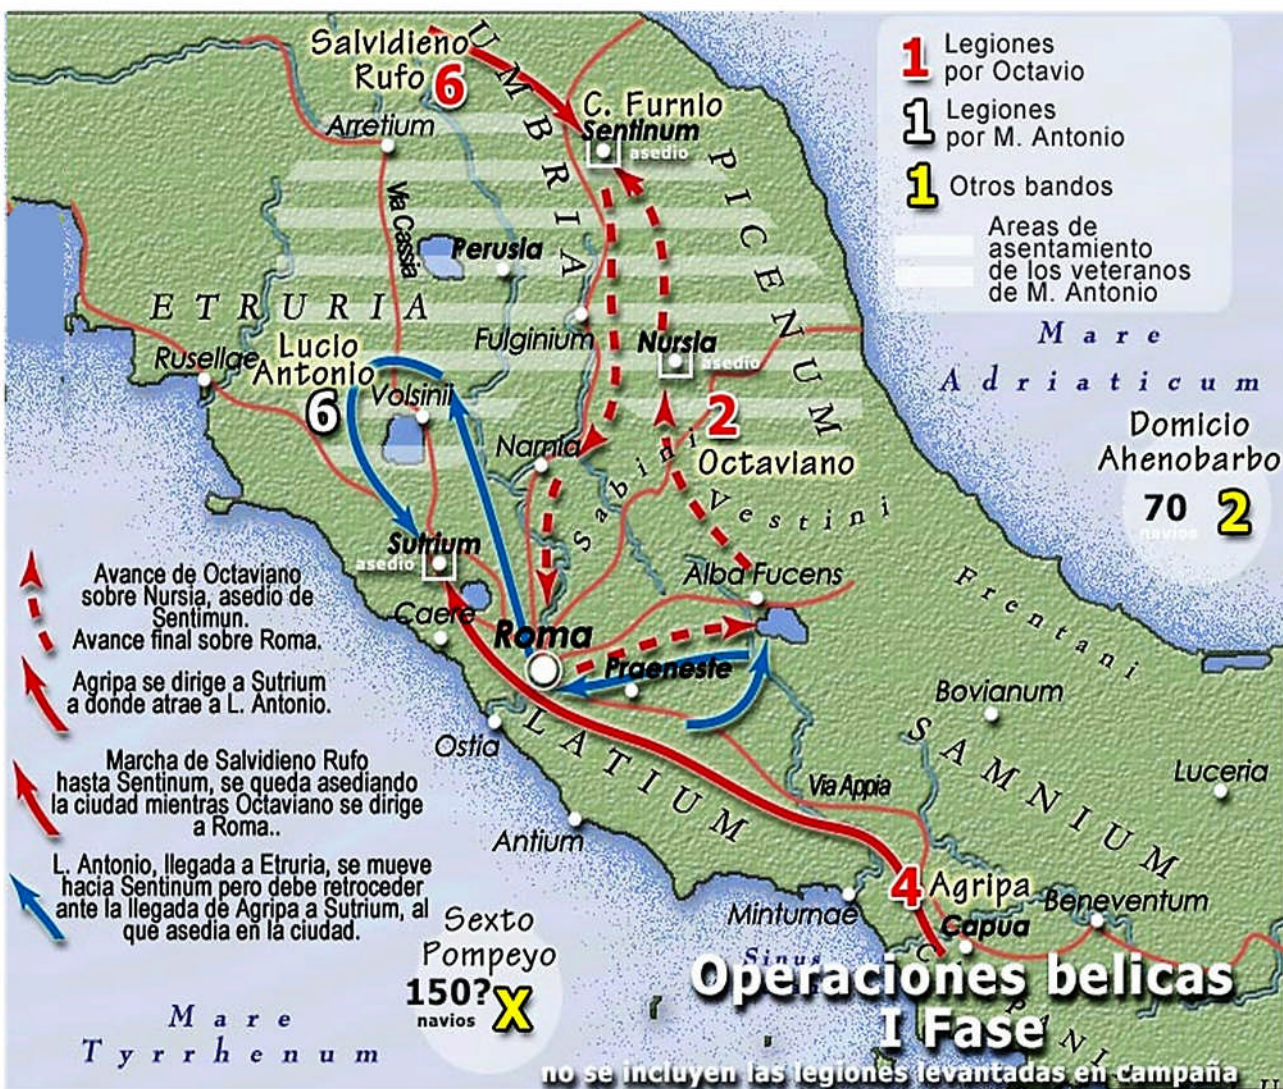 Salvidieno
Rufo
6
UMBRIA
C. Furnio
Sentinum
asedio
Arretium
PICENUM
Via Cassia
Perusia
ETRURIA
Fulginium
Nursia
asedio
Rusellae
Lucio
Antonio
6
Volsinii
2
Octaviano
Narnia
Sabini
Vestini
Sutrium
asedio
Alba Fucens
Frentani
Caere
Roma
Praeneste
Bovianum
Ostia
LATIUM
SAMNIUM
Via Appia
Luceria
Antium
4
Agripa
Minturnae
Beneventum
Capua
Sinus
1
Legiones
por Octavio
1
Legiones
por M. Antonio
1
Otros bandos
Areas de
asentamiento
de los veteranos
de M. Antonio
Mare
Adriaticum
Domicio
Ahenobarbo
70
navios
2
Avance de Octaviano
sobre Nursia, asedio de
Sentimun.
Avance final sobre Roma.
Agripa se dirige a Sutrium
a donde atrae a L. Antonio.
Marcha de Salvidieno Rufo
hasta Sentinum, se queda asediando
la ciudad mientras Octaviano se dirige
a Roma..
L. Antonio, llegada a Etruria, se mueve
hacia Sentinum pero debe retroceder
ante la llegada de Agripa a Sutrium, al
que asedia en la ciudad.
Sexto
Pompeyo
150?
navios
X
Mare
Tyrrhenum
Operaciones belicas
I Fase
no se incluyen las legiones levantadas en campaña